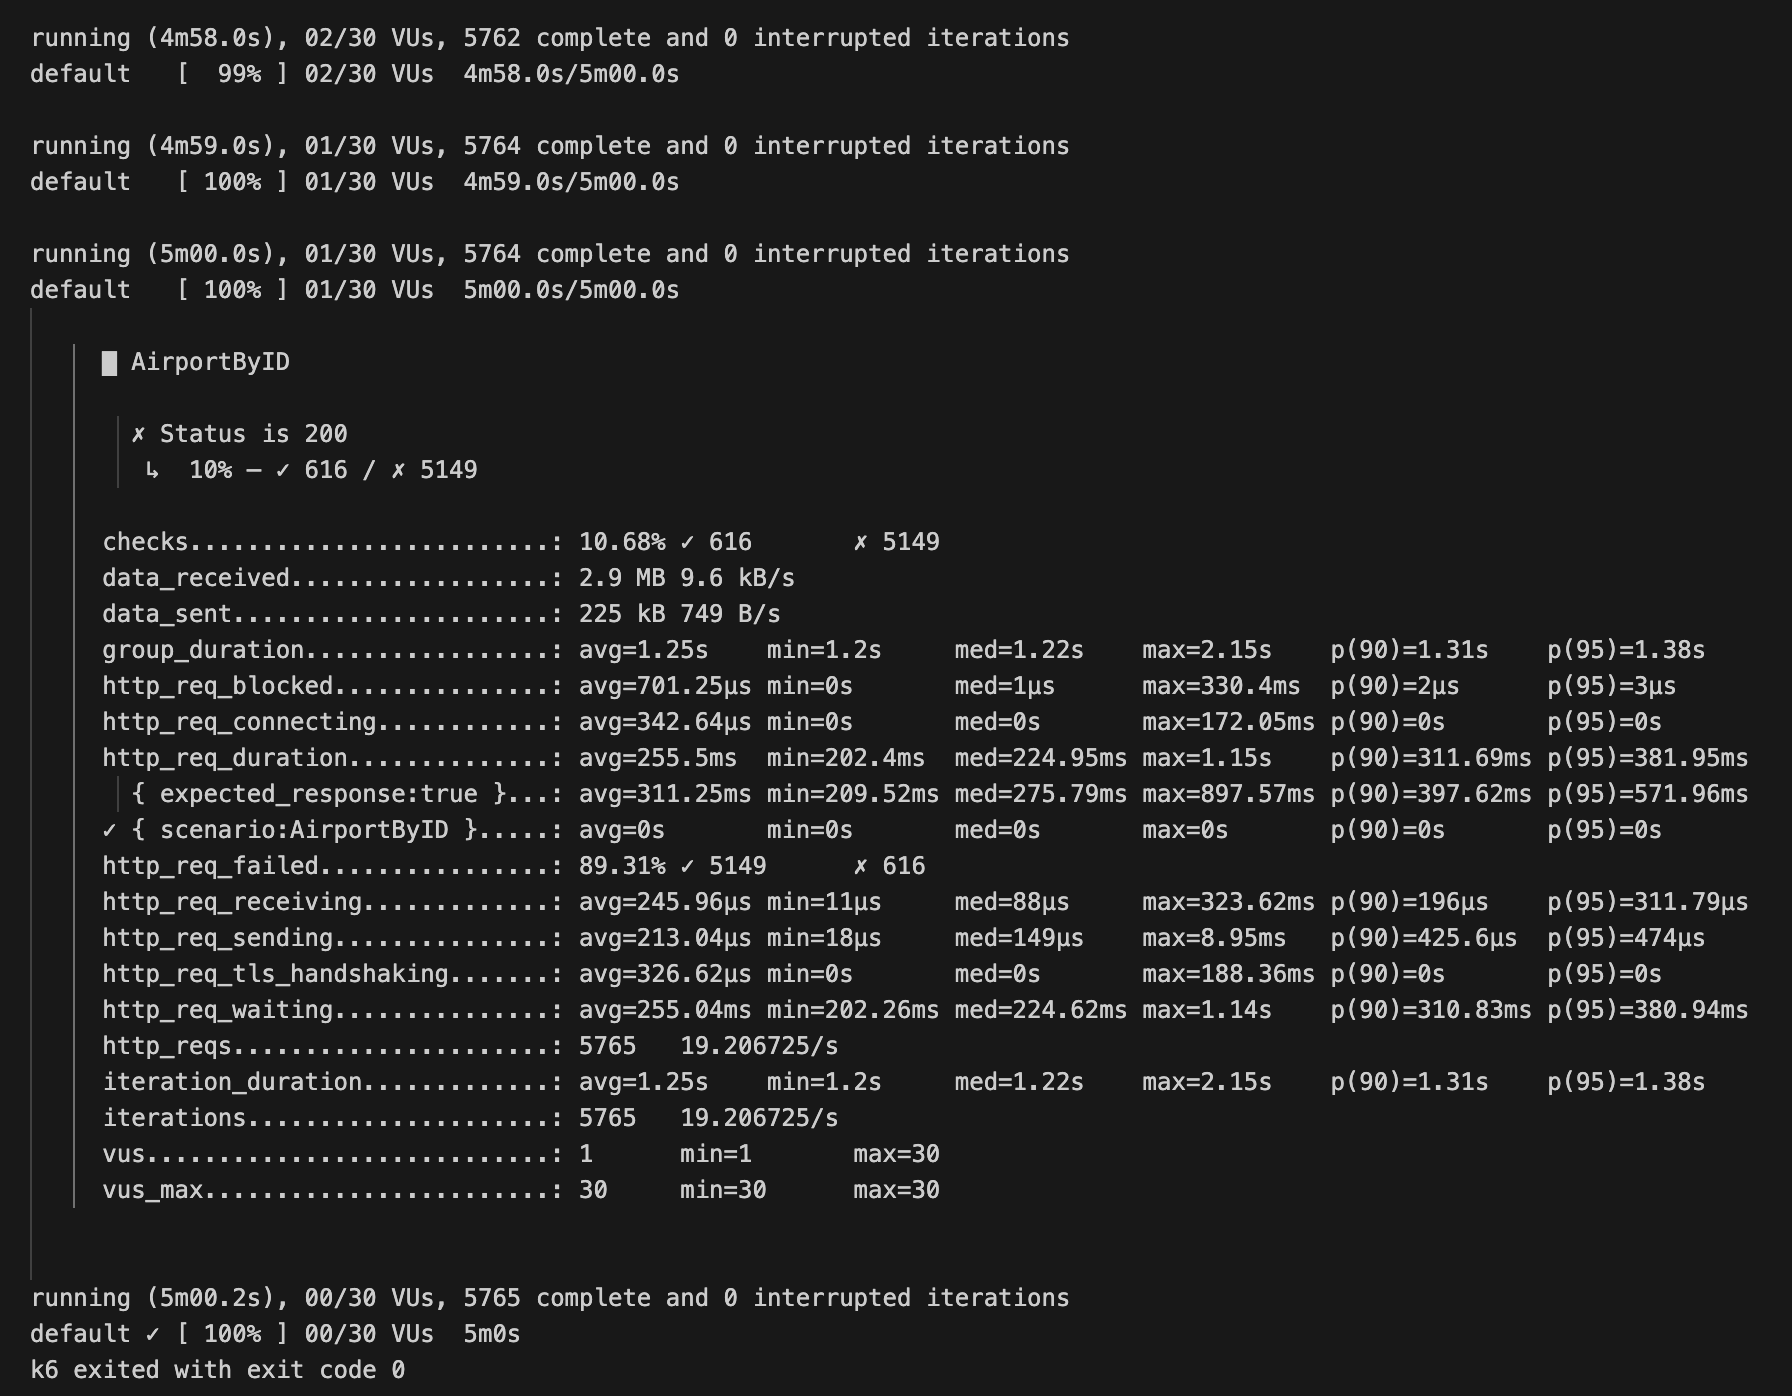 running (4m58.0s), 02/30 VUs, 5762 complete and 0 interrupted iterations
default   [  99% ] 02/30 VUs  4m58.0s/5m00.0s

running (4m59.0s), 01/30 VUs, 5764 complete and 0 interrupted iterations
default   [ 100% ] 01/30 VUs  4m59.0s/5m00.0s

running (5m00.0s), 01/30 VUs, 5764 complete and 0 interrupted iterations
default   [ 100% ] 01/30 VUs  5m00.0s/5m00.0s

     █ AirportByID

       ✗ Status is 200
        ↳  10% — ✓ 616 / ✗ 5149

     checks.........................: 10.68% ✓ 616       ✗ 5149
     data_received..................: 2.9 MB 9.6 kB/s
     data_sent......................: 225 kB 749 B/s
     group_duration.................: avg=1.25s    min=1.2s     med=1.22s    max=2.15s    p(90)=1.31s    p(95)=1.38s
     http_req_blocked...............: avg=701.25µs min=0s       med=1µs      max=330.4ms  p(90)=2µs      p(95)=3µs
     http_req_connecting............: avg=342.64µs min=0s       med=0s       max=172.05ms p(90)=0s       p(95)=0s
     http_req_duration..............: avg=255.5ms  min=202.4ms  med=224.95ms max=1.15s    p(90)=311.69ms p(95)=381.95ms
       { expected_response:true }...: avg=311.25ms min=209.52ms med=275.79ms max=897.57ms p(90)=397.62ms p(95)=571.96ms
     ✓ { scenario:AirportByID }.....: avg=0s       min=0s       med=0s       max=0s       p(90)=0s       p(95)=0s
     http_req_failed................: 89.31% ✓ 5149      ✗ 616
     http_req_receiving.............: avg=245.96µs min=11µs     med=88µs     max=323.62ms p(90)=196µs    p(95)=311.79µs
     http_req_sending...............: avg=213.04µs min=18µs     med=149µs    max=8.95ms   p(90)=425.6µs  p(95)=474µs
     http_req_tls_handshaking.......: avg=326.62µs min=0s       med=0s       max=188.36ms p(90)=0s       p(95)=0s
     http_req_waiting...............: avg=255.04ms min=202.26ms med=224.62ms max=1.14s    p(90)=310.83ms p(95)=380.94ms
     http_reqs......................: 5765   19.206725/s
     iteration_duration.............: avg=1.25s    min=1.2s     med=1.22s    max=2.15s    p(90)=1.31s    p(95)=1.38s
     iterations.....................: 5765   19.206725/s
     vus............................: 1      min=1       max=30
     vus_max........................: 30     min=30      max=30

running (5m00.2s), 00/30 VUs, 5765 complete and 0 interrupted iterations
default ✓ [ 100% ] 00/30 VUs  5m0s
k6 exited with exit code 0